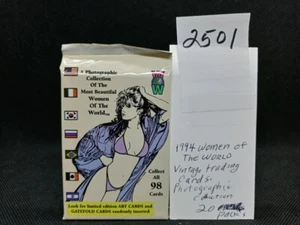 A Photographic
Collection
Of The
Most Beautiful
Women
Of The
World
Collect
All
98
Cards
Look for limited edition ART CARDS and
GATEFOLD CARDS randomly inserted
2501
1994 Women of
The World
Vintage trading
Cards:
Photographic
20
Packs